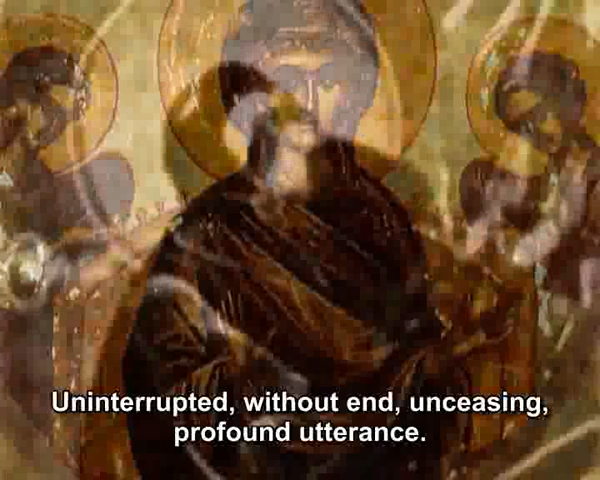 Uninterrupted, without end, unceasing,
profound utterance.